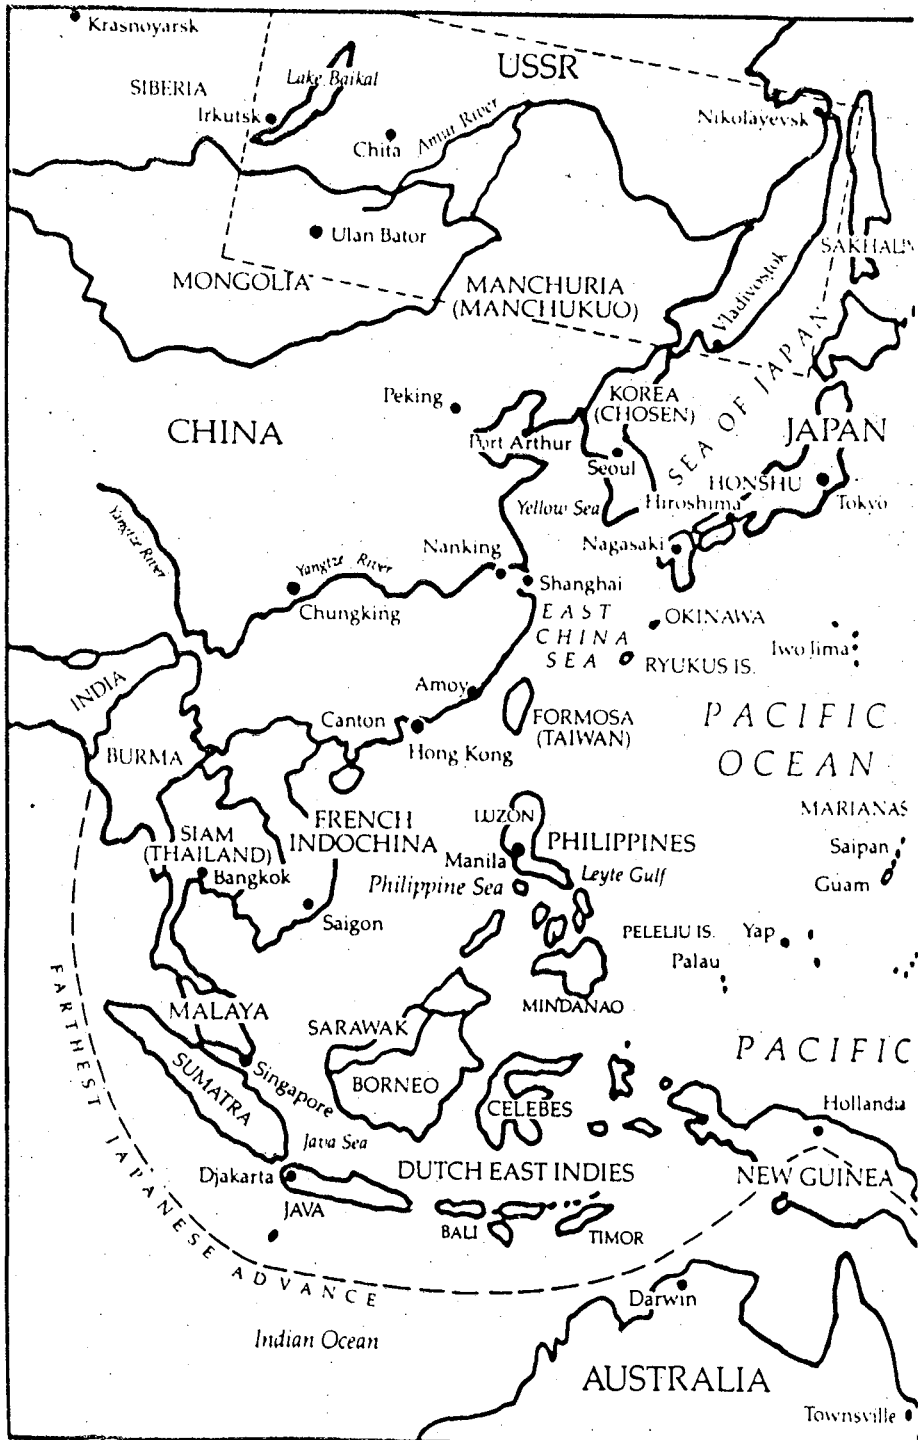 Krasnoyarsk
USSR
Lake Baikal
SIBERIA
Irkutsk
Amur River
Nikolayevsk
Chita
Ulan Bator
SAKHALIN
MONGOLIA
MANCHURIA
(MANCHUKUO)
Vladivostok
SEA OF JAPAN
Peking
KOREA
(CHOSEN)
CHINA
Port Arthur
JAPAN
Seoul
HONSHU
Yangtze River
Yellow Sea
Hiroshima
Tokyo
Nanking
Nagasaki
Yangtze River
Shanghai
Chungking
EAST
CHINA
SEA
OKINAWA
Iwo Jima
RYUKUS IS.
INDIA
Amoy
Canton
FORMOSA
(TAIWAN)
PACIFIC
OCEAN
Hong Kong
BURMA
MARIANAS
LUZON
FRENCH
INDOCHINA
SIAM
(THAILAND)
PHILIPPINES
Saipan
Manila
Bangkok
Philippine Sea
Leyte Gulf
Guam
Saigon
PELELIU IS.
Yap
Palau
MALAYA
MINDANAO
SARAWAK
PACIFIC
SUMATRA
Singapore
BORNEO
CELEBES
Hollandia
Java Sea
Djakarta
DUTCH EAST INDIES
NEW GUINEA
JAVA
BALI
TIMOR
FARTHEST JAPANESE ADVANCE
Darwin
Indian Ocean
AUSTRALIA
Townsville